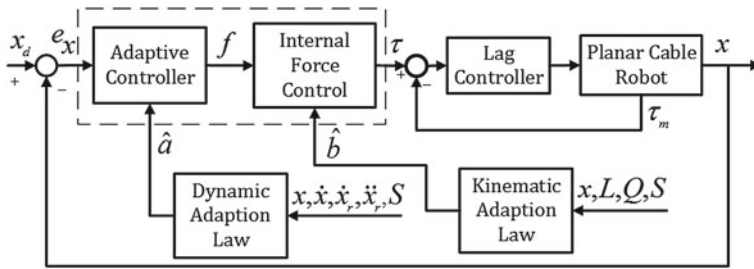 x_d
+
−
e_x
Adaptive
Controller
f
Internal
Force
Control
τ
+
−
Lag
Controller
Planar Cable
Robot
x
τ_m
â
b̂
Dynamic
Adaption
Law
x, ẋ, ẋ_r, ẍ_r, S
Kinematic
Adaption
Law
x, L, Q, S